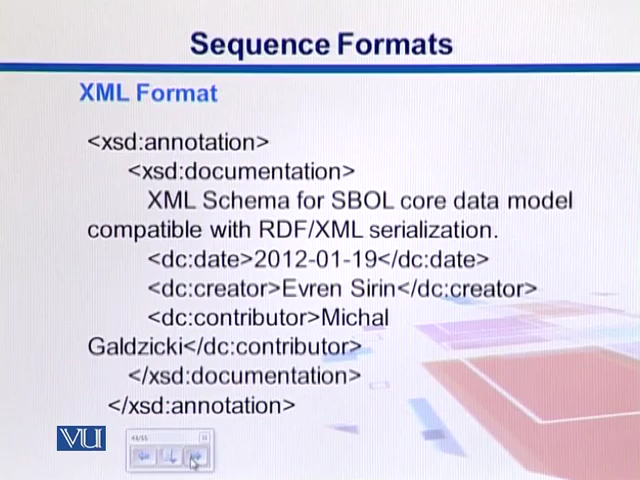 Sequence Formats
XML Format
<xsd:annotation>
<xsd:documentation>
XML Schema for SBOL core data model
compatible with RDF/XML serialization.
<dc:date>2012-01-19</dc:date>
<dc:creator>Evren Sirin</dc:creator>
<dc:contributor>Michal
Galdzicki</dc:contributor>
</xsd:documentation>
</xsd:annotation>
VU